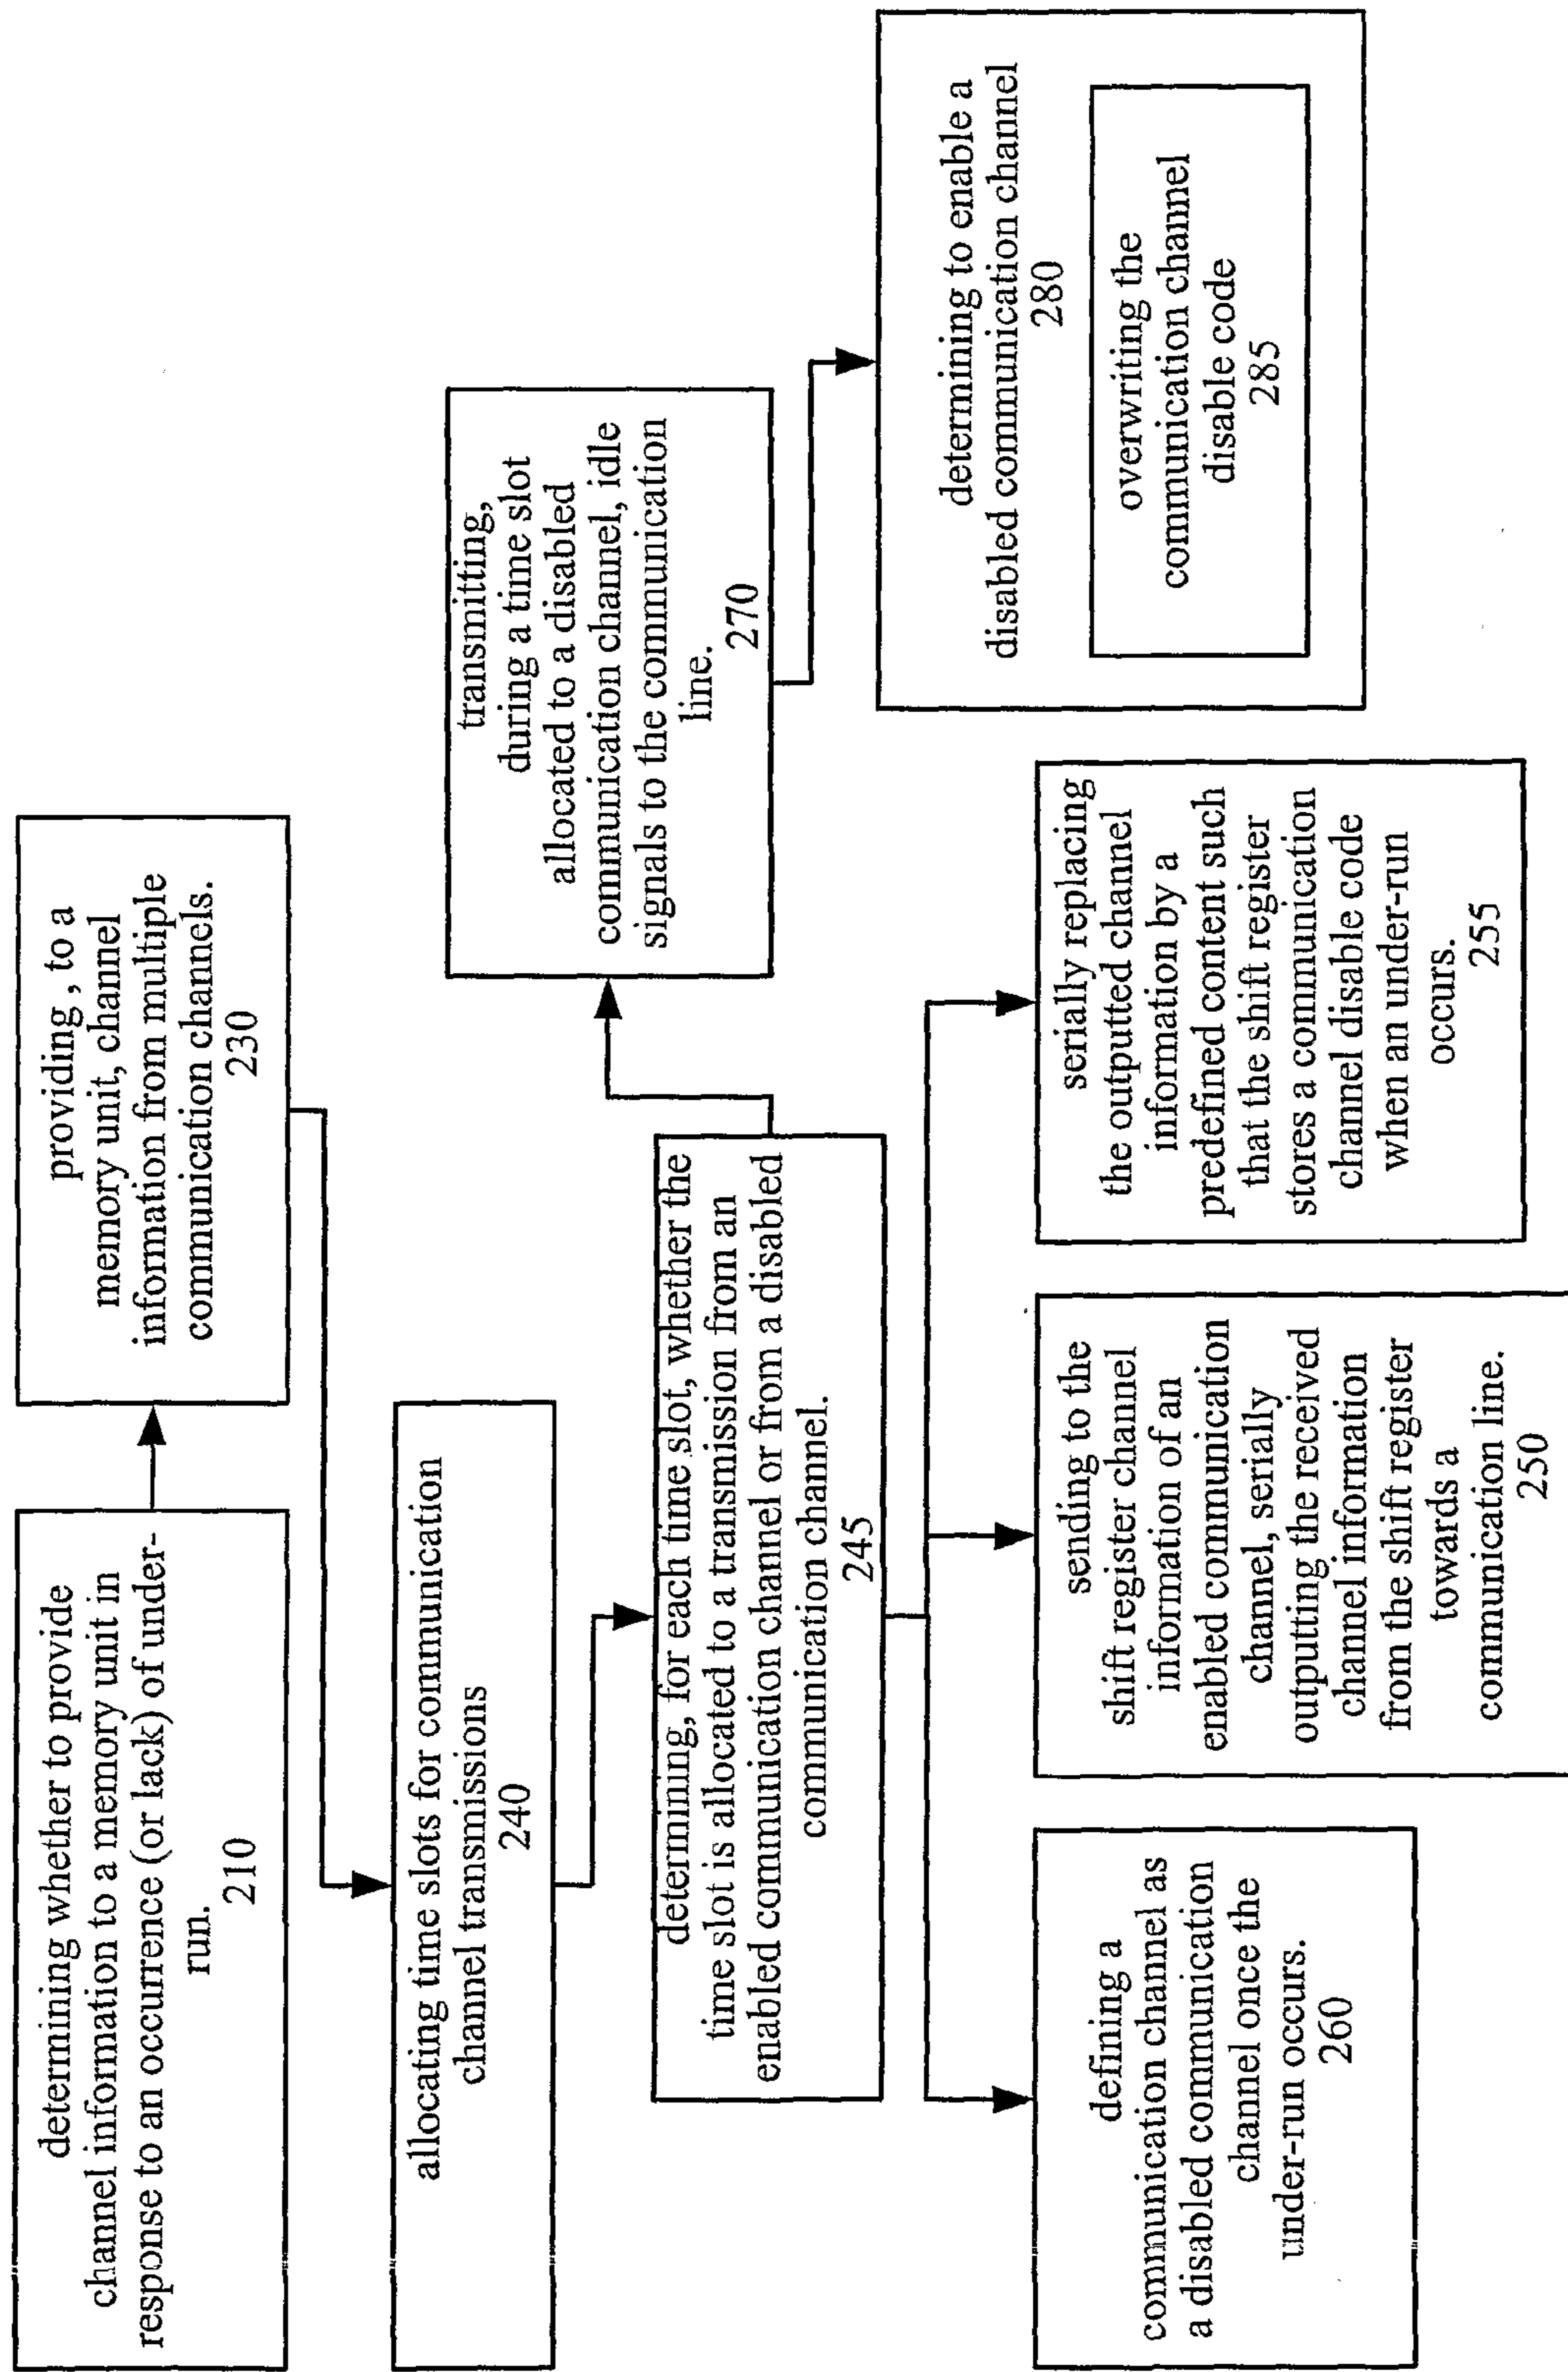 determining whether to provide
channel information to a memory unit in
response to an occurrence (or lack) of under-
run.
210
providing , to a
memory unit, channel
information from multiple
communication channels.
230
allocating time slots for communication
channel transmissions
240
determining, for each time slot, whether the
time slot is allocated to a transmission from an
enabled communication channel or from a disabled
communication channel.
245
transmitting,
during a time slot
allocated to a disabled
communication channel, idle
signals to the communication
line.
270
determining to enable a
disabled communication channel
280
overwriting the
communication channel
disable code
285
defining a
communication channel as
a disabled communication
channel once the
under-run occurs.
260
sending to the
shift register channel
information of an
enabled communication
channel, serially
outputing the received
channel information
from the shift register
towards a
communication line.
250
serially replacing
the outputted channel
information by a
predefined content such
that the shift register
stores a communication
channel disable code
when an under-run
occurs.
255